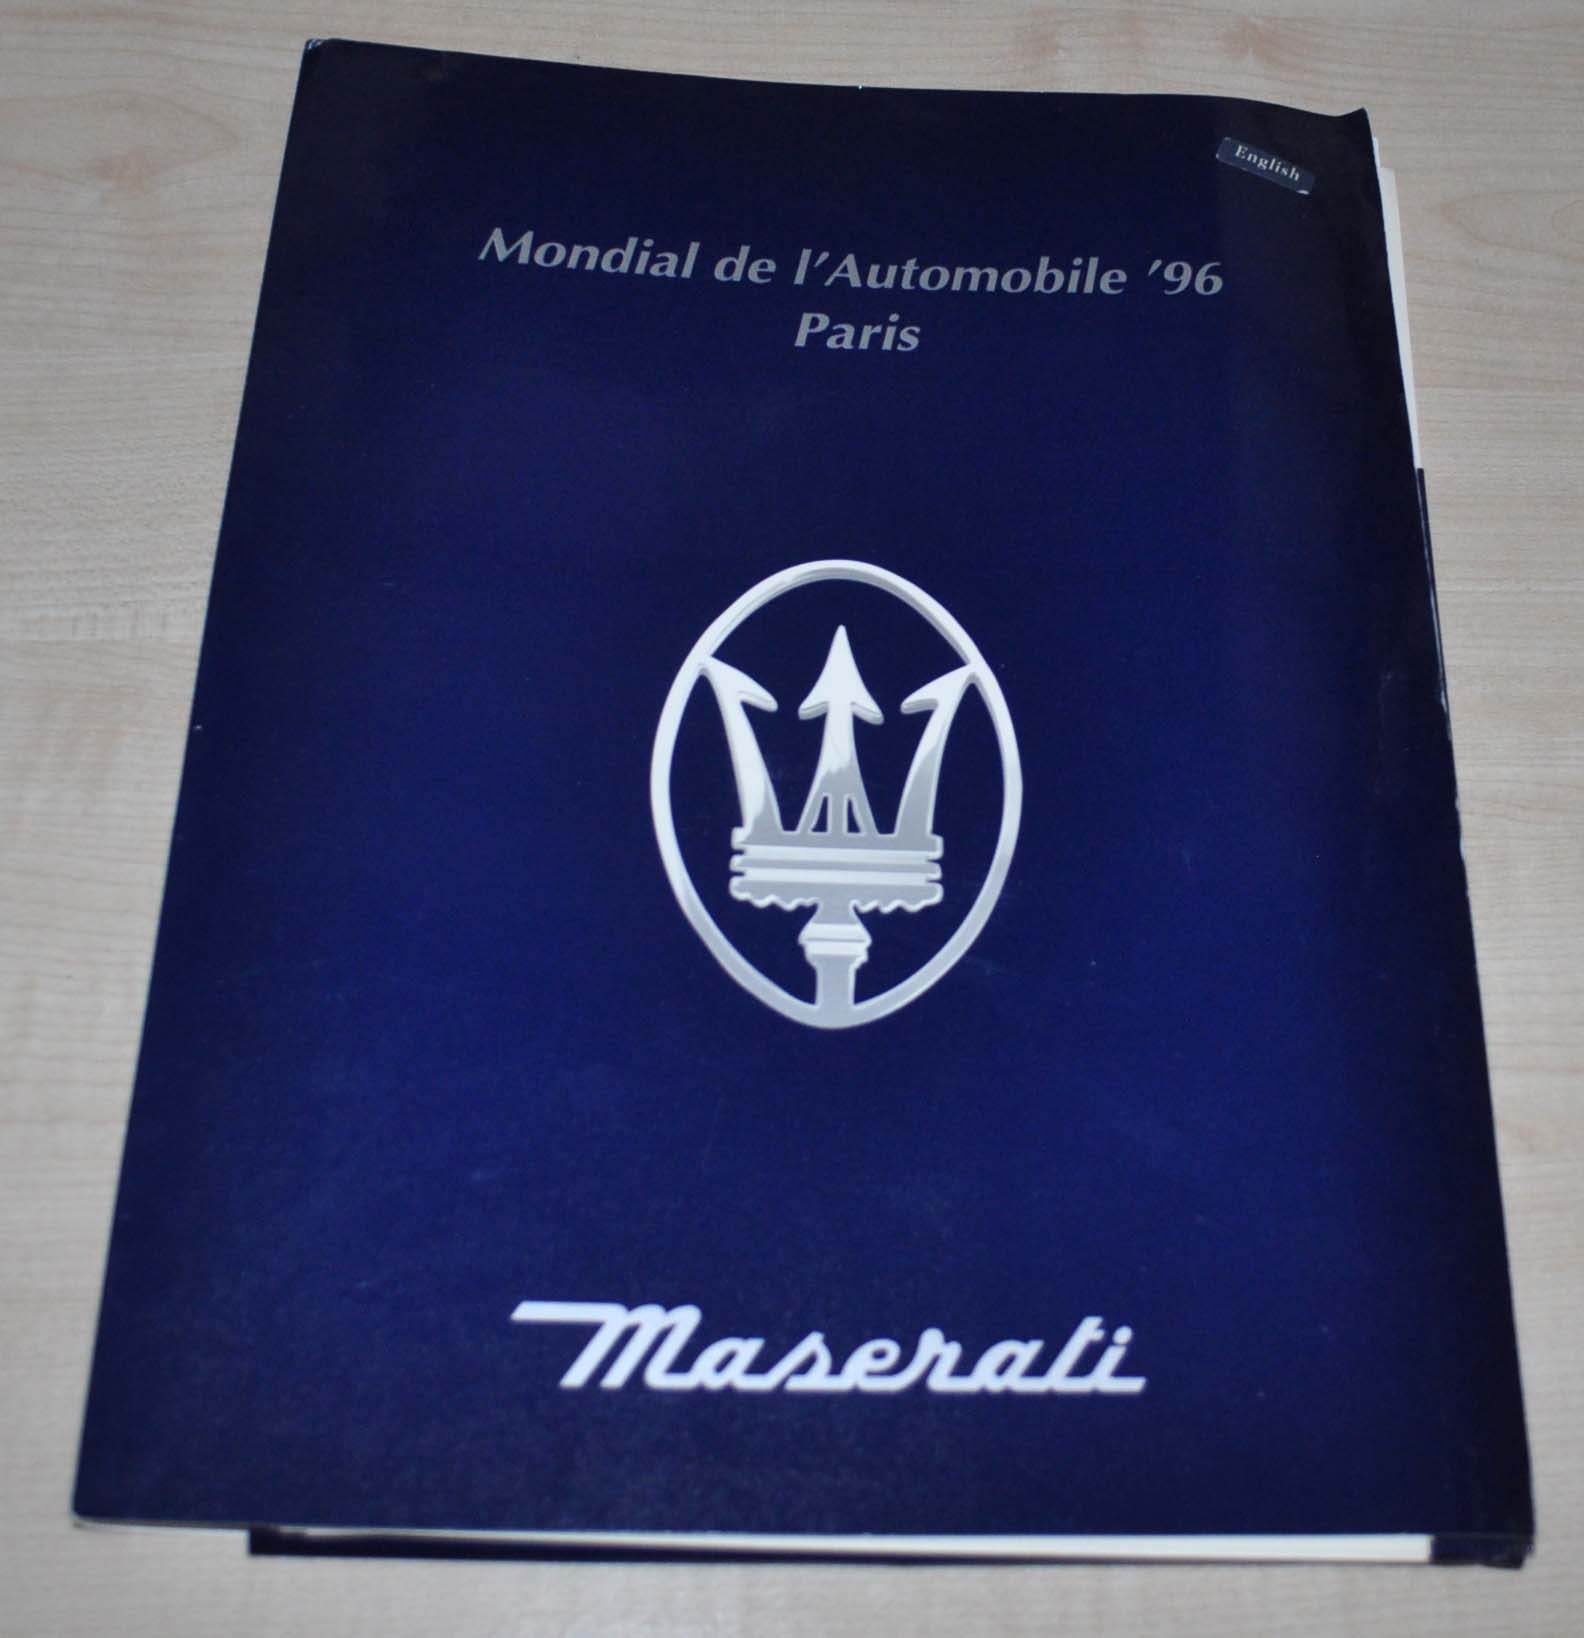 English
Mondial de l'Automobile '96
Paris
Maserati